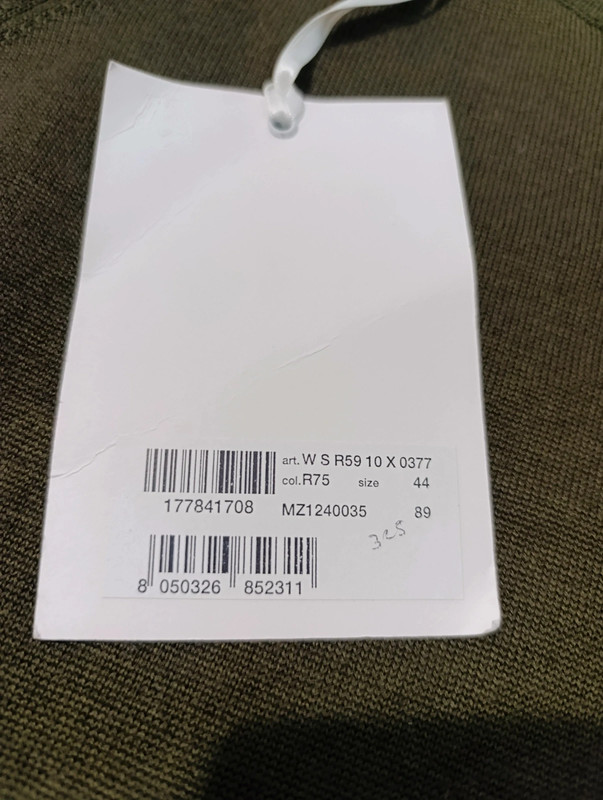 art. W S R59 10 X 0377
col. R75 size 44
177841708 MZ1240035 89
325
8 050326 852311